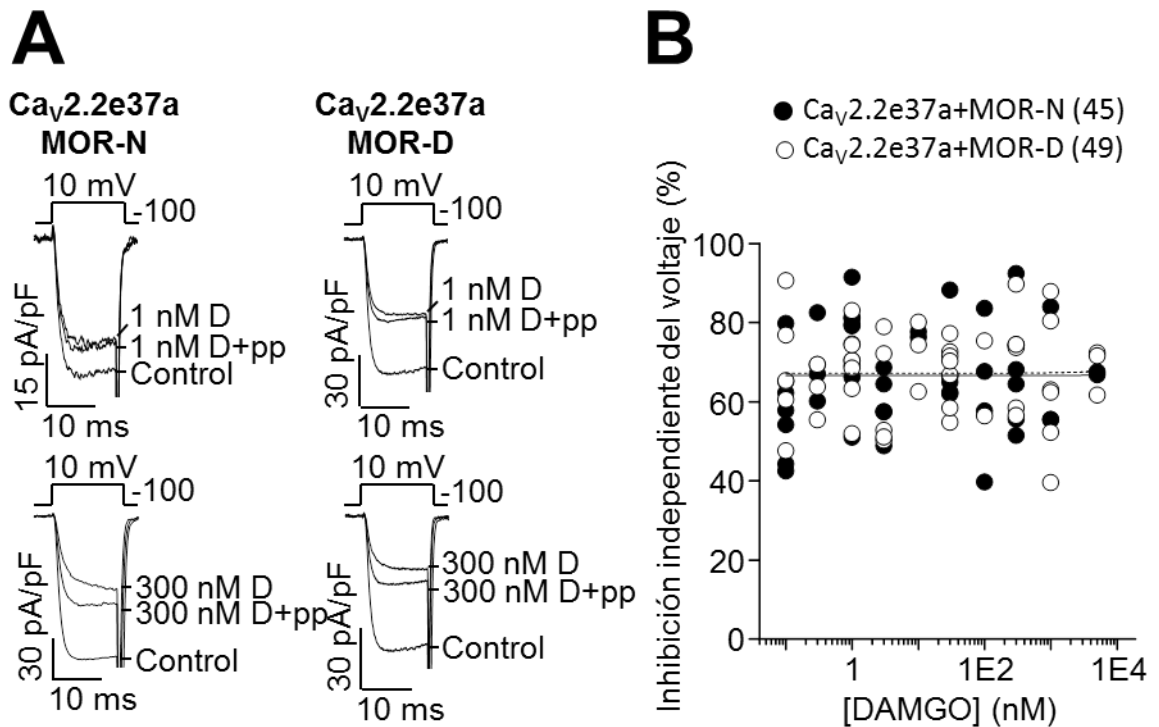 A
B
Ca_V2.2e37a
MOR-N
Ca_V2.2e37a
MOR-D
10 mV
-100
1 nM D
1 nM D+pp
Control
15 pA/pF
10 ms
10 mV
-100
1 nM D
1 nM D+pp
Control
30 pA/pF
10 ms
10 mV
-100
300 nM D
300 nM D+pp
Control
30 pA/pF
10 ms
10 mV
-100
300 nM D
300 nM D+pp
Control
30 pA/pF
10 ms
Ca_V2.2e37a+MOR-N (45)
Ca_V2.2e37a+MOR-D (49)
Inhibición independiente del voltaje (%)
100
80
60
40
20
0
1 1E2 1E4
[DAMGO] (nM)